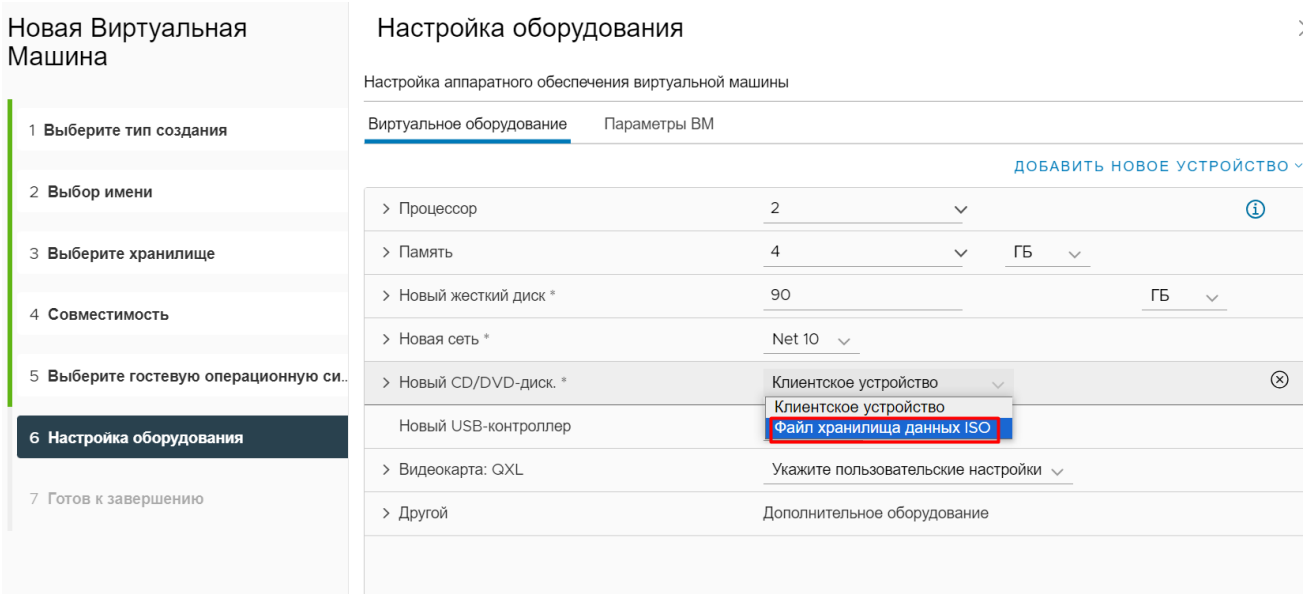 Новая Виртуальная
Машина
1 Выберите тип создания
2 Выбор имени
3 Выберите хранилище
4 Совместимость
5 Выберите гостевую операционную си..
6 Настройка оборудования
7 Готов к завершению
Настройка оборудования
Настройка аппаратного обеспечения виртуальной машины
Виртуальное оборудование Параметры ВМ
ДОБАВИТЬ НОВОЕ УСТРОЙСТВО
Процессор 2
Память 4 ГБ
Новый жесткий диск * 90 ГБ
Новая сеть * Net 10
Новый CD/DVD-диск. * Клиентское устройство
Клиентское устройство
Новый USB-контроллер
Файл хранилища данных ISO
Видеокарта: QXL Укажите пользовательские настройки
Другой Дополнительное оборудование